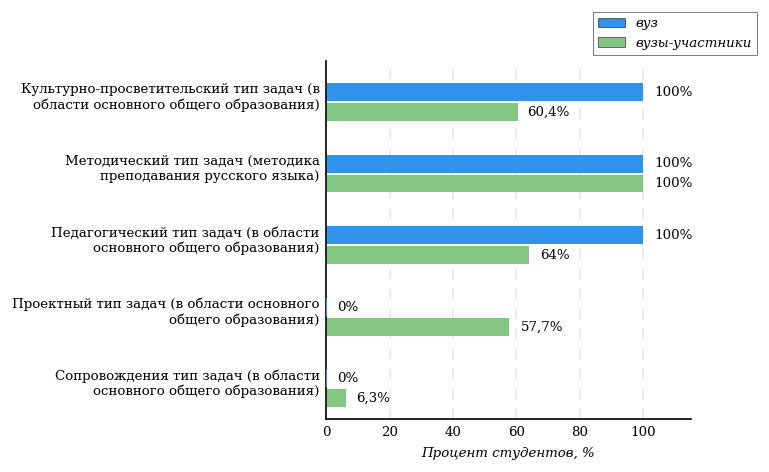 вуз
вузы-участники
Культурно-просветительский тип задач (в
области основного общего образования)
100%
60,4%
Методический тип задач (методика
преподавания русского языка)
100%
100%
Педагогический тип задач (в области
основного общего образования)
100%
64%
Проектный тип задач (в области основного
общего образования)
0%
57,7%
Сопровождения тип задач (в области
основного общего образования)
0%
6,3%
0 20 40 60 80 100
Процент студентов, %